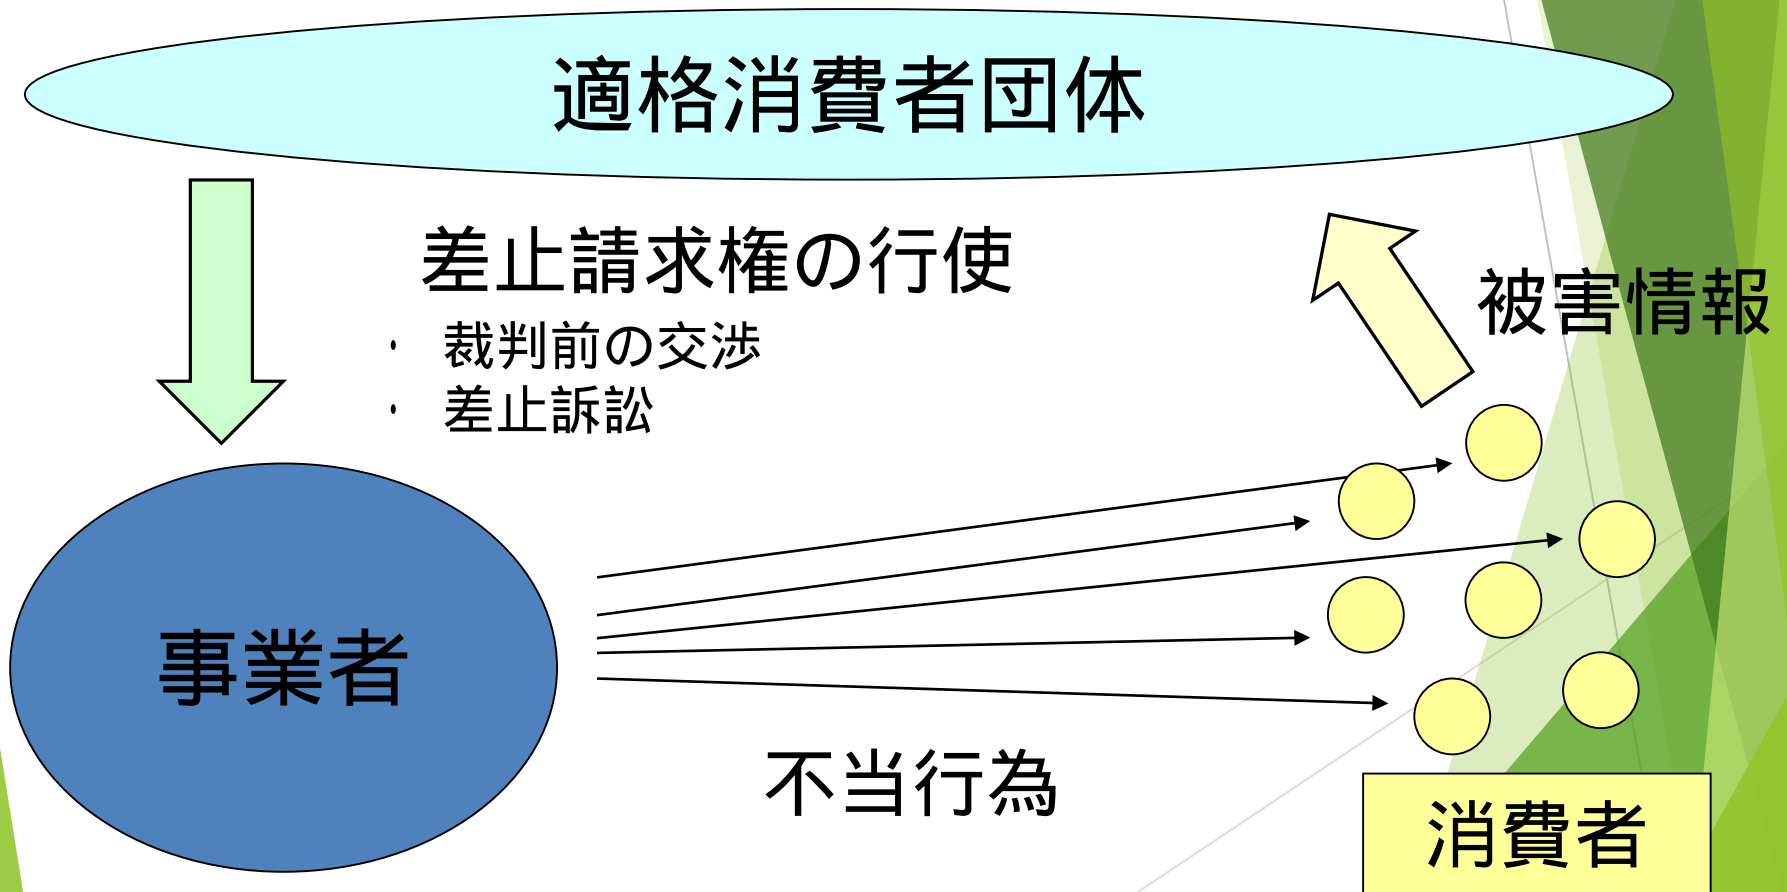 適格消費者団体
差止請求権の行使
・ 裁判前の交渉
・ 差止訴訟
被害情報
事業者
不当行為
消費者